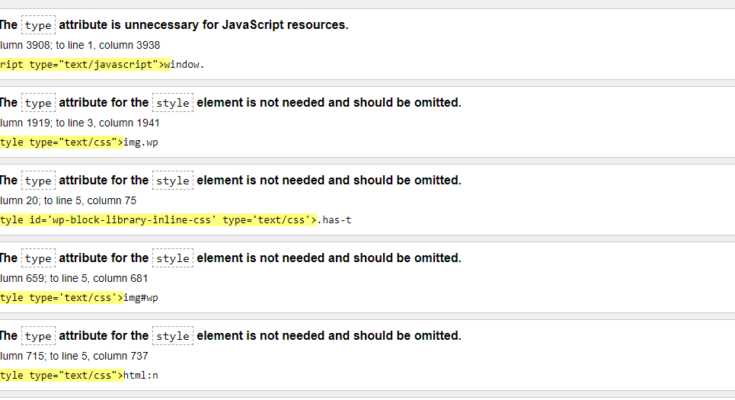 The type attribute is unnecessary for JavaScript resources.
lumn 3908; to line 1, column 3938
ript type="text/javascript">window.
The type attribute for the style element is not needed and should be omitted.
lumn 1919; to line 3, column 1941
tyle type="text/css">img.wp
The type attribute for the style element is not needed and should be omitted.
lumn 20; to line 5, column 75
tyle id='wp-block-library-inline-css' type='text/css'>.has-t
The type attribute for the style element is not needed and should be omitted.
lumn 659; to line 5, column 681
tyle type='text/css'>img#wp
The type attribute for the style element is not needed and should be omitted.
lumn 715; to line 5, column 737
tyle type="text/css">html:n